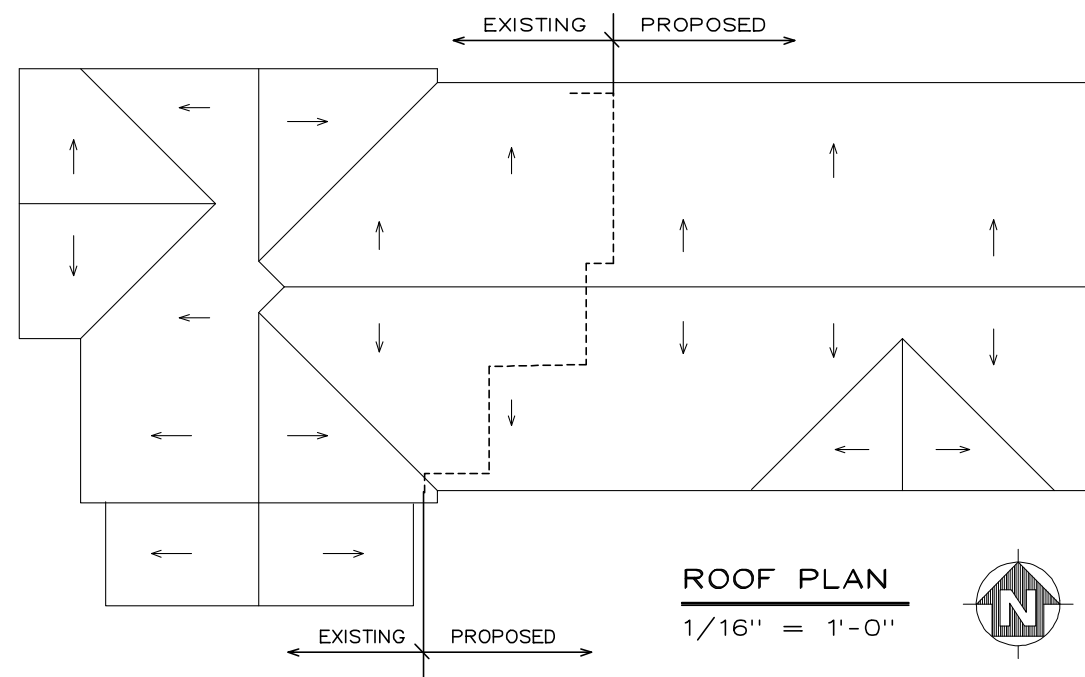 EXISTING PROPOSED
ROOF PLAN
1/16" = 1'-0"
N
EXISTING PROPOSED